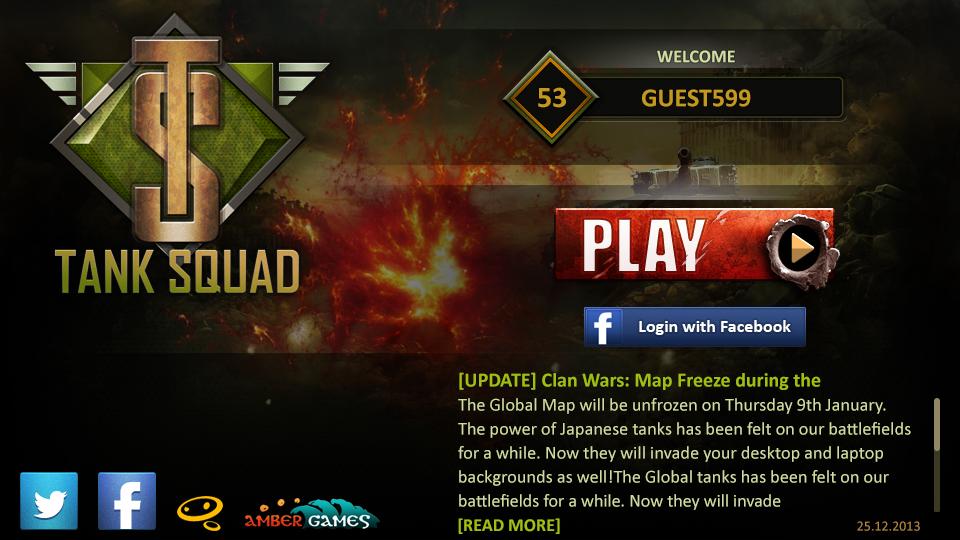 TS
TANK SQUAD
WELCOME
53
GUEST599
PLAY
f Login with Facebook
[UPDATE] Clan Wars: Map Freeze during the
The Global Map will be unfrozen on Thursday 9th January.
The power of Japanese tanks has been felt on our battlefields
for a while. Now they will invade your desktop and laptop
backgrounds as well!The Global tanks has been felt on our
battlefields for a while. Now they will invade
[READ MORE]
25.12.2013
f
AMBER GAMES